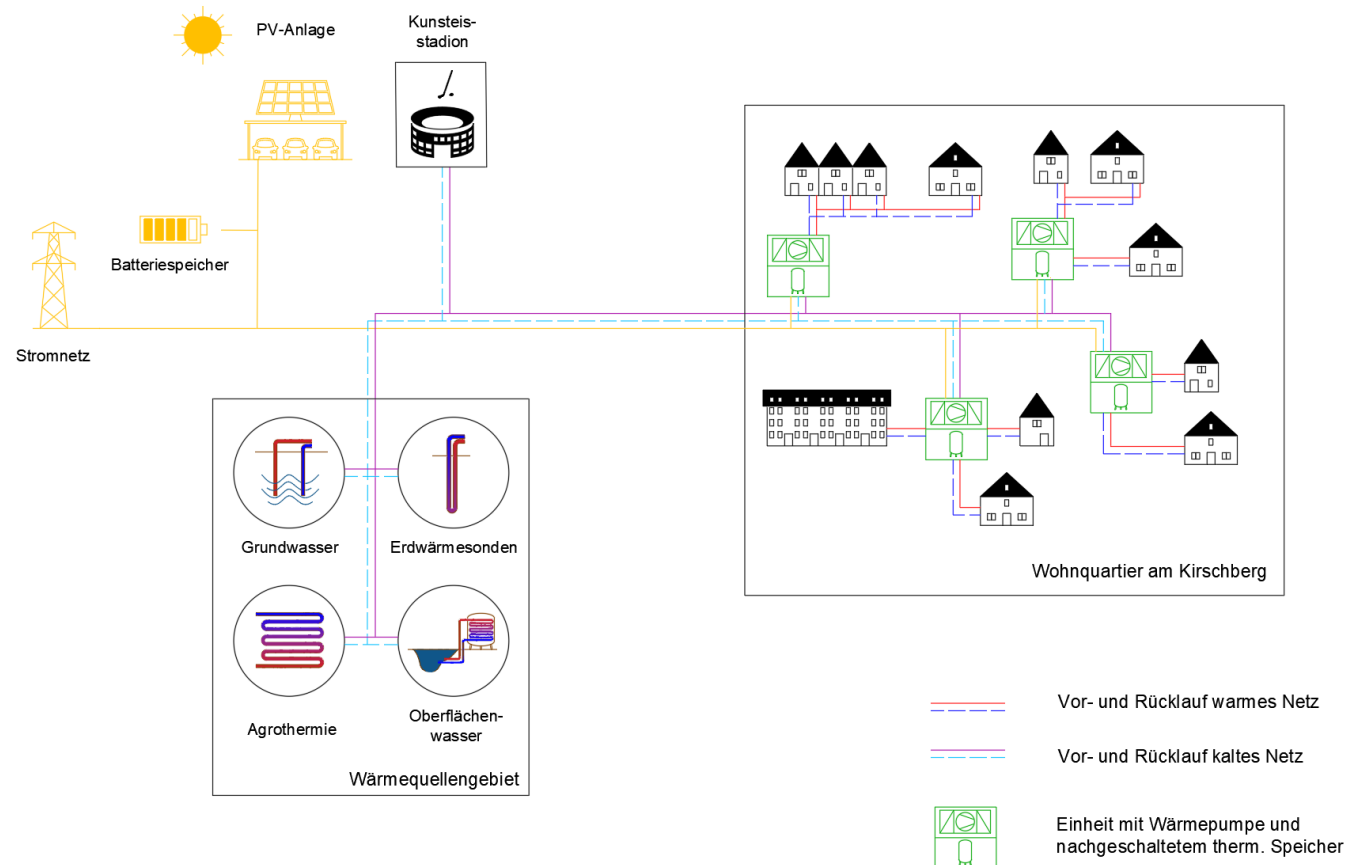 PV-Anlage
Kunsteis-
stadion
Batteriespeicher
Stromnetz
Grundwasser
Erdwärmesonden
Agrothermie
Oberflächen-
wasser
Wärmequellengebiet
Wohnquartier am Kirschberg
Vor- und Rücklauf warmes Netz
Vor- und Rücklauf kaltes Netz
Einheit mit Wärmepumpe und
nachgeschaltetem therm. Speicher